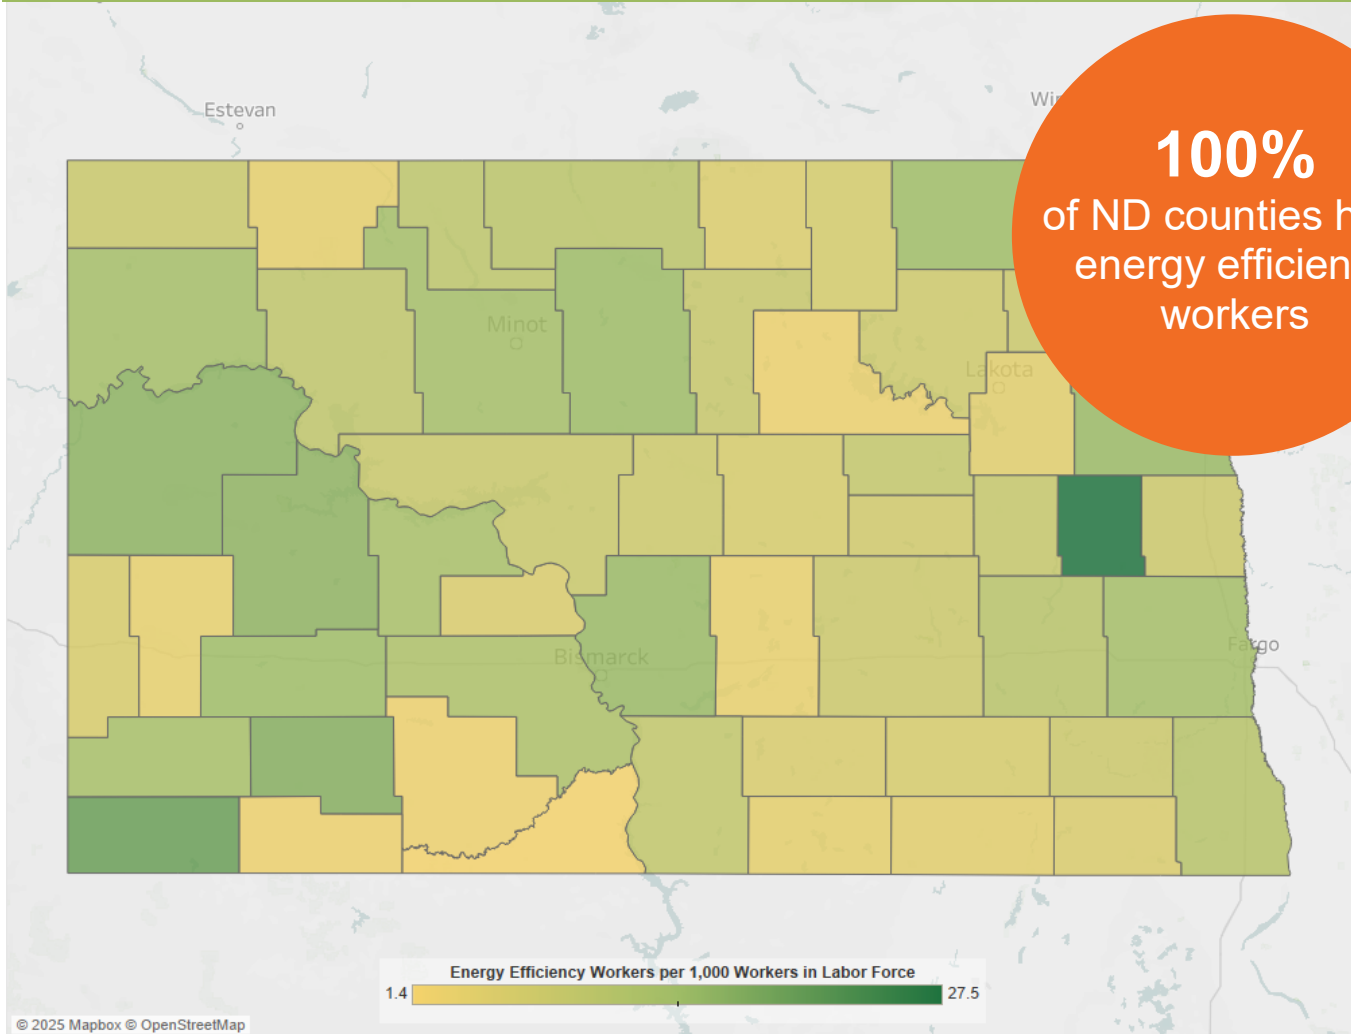 Estevan
100%
of ND counties h
energy efficien
workers
Minot
Lakota
Bismarck
Fargo
Energy Efficiency Workers per 1,000 Workers in Labor Force
1.4
27.5
© 2025 Mapbox © OpenStreetMap